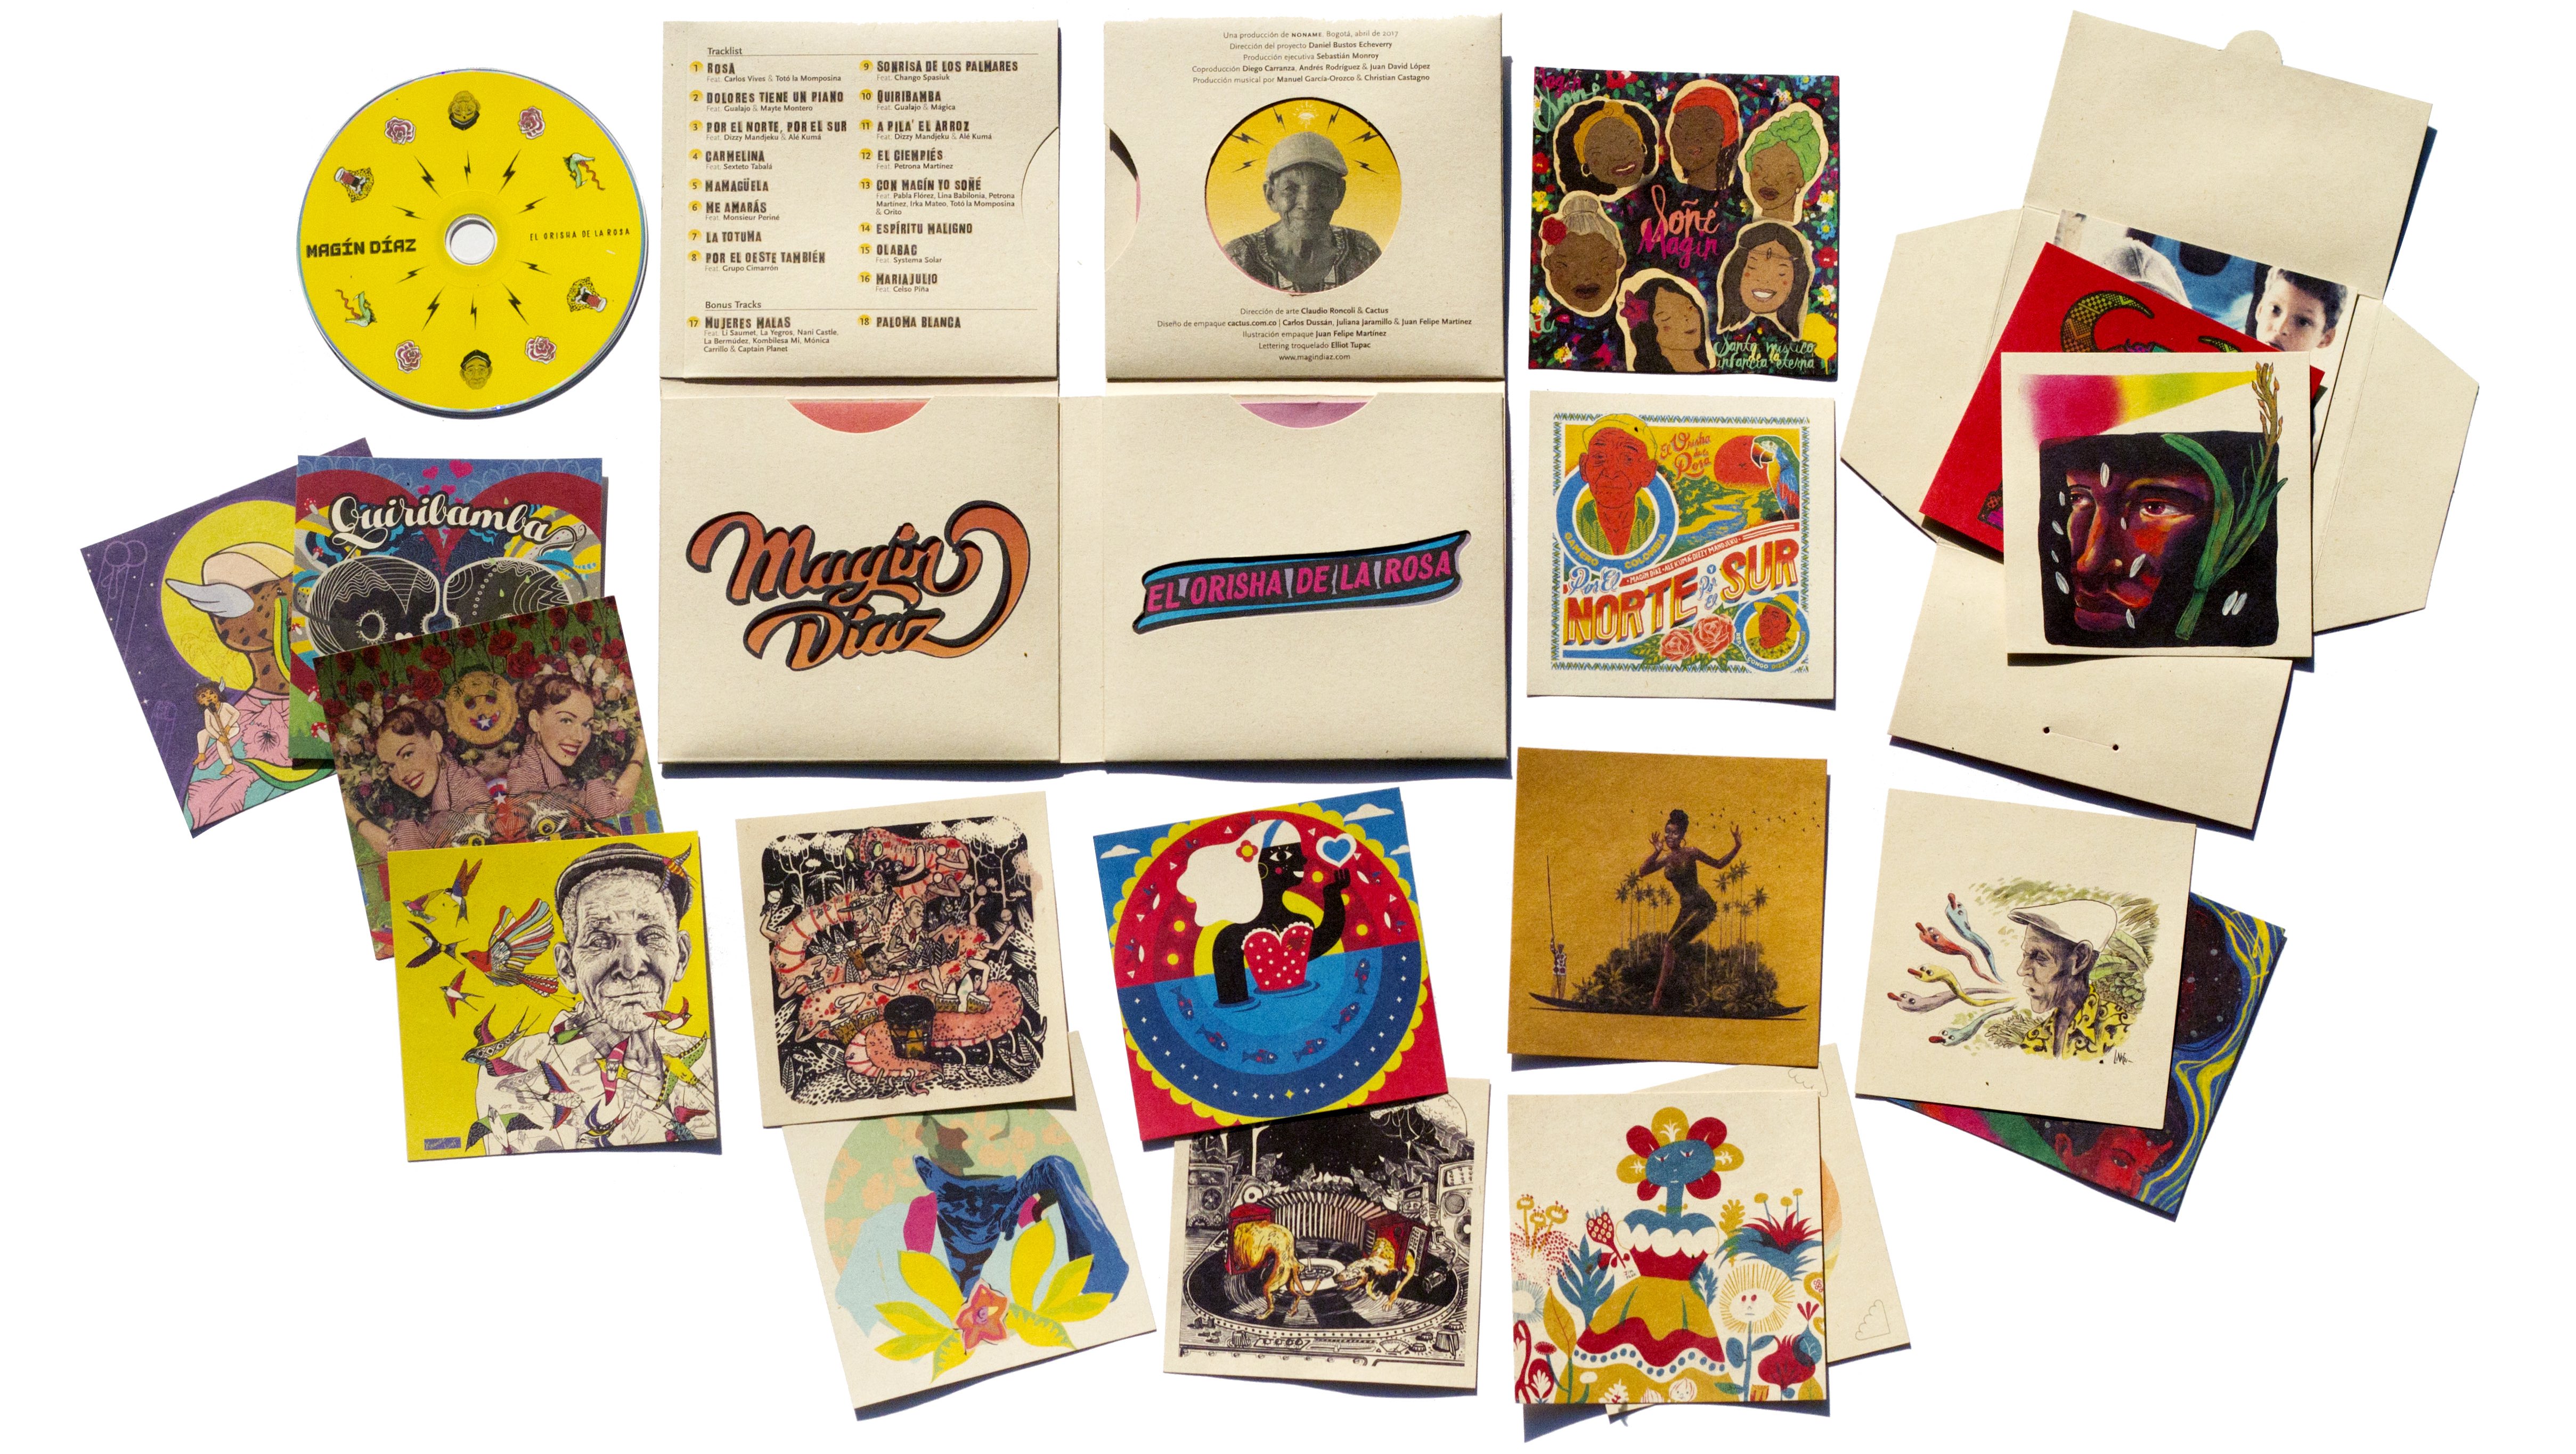 MAGÍN DÍAZ
EL ORISHA DE LA ROSA
Tracklist
1 ROSA
Feat. Carlos Vives & Totó la Momposina
2 DOLORES TIENE UN PIANO
Feat. Gualajo & Mayte Montero
3 POR EL NORTE, POR EL SUR
Feat. Dizzy Mandjeku & Alé Kumá
4 CARMELINA
Feat. Sexteto Tabalá
5 MAMAGÜELA
6 ME AMARÁS
Feat. Monsieur Periné
7 LA TOTUMA
8 POR EL OESTE TAMBIÉN
Feat. Grupo Cimarrón
9 SONRISA DE LOS PALMARES
Feat. Chango Spasiuk
10 QUIRIBAMBA
Feat. Gualajo & Mágica
11 A PILA' EL ARROZ
Feat. Dizzy Mandjeku & Alé Kumá
12 EL CIEMPIÉS
Feat. Petrona Martínez
13 CON MAGÍN YO SOÑÉ
Feat. Pabla Flórez, Lina Babilonia, Petrona
Martínez, Irka Mateo, Totó la Momposina
& Orito
14 ESPÍRITU MALIGNO
15 OLABAC
Feat. Systema Solar
16 MARIAJULIO
Feat. Celso Piña
Bonus Tracks
17 MUJERES MALAS
Feat. Li Saumet, La Yegros, Nani Castle,
La Bermúdez, Kombilesa Mi, Mónica
Carrillo & Captain Planet
18 PALOMA BLANCA
Una producción de NONAME. Bogotá, abril de 2017
Dirección del proyecto Daniel Bustos Echeverry
Producción ejecutiva Sebastián Monroy
Coproducción Diego Carranza, Andrés Rodríguez & Juan David López
Producción musical por Manuel García-Orozco & Christian Castagno
Dirección de arte Claudio Roncoli & Cactus
Diseño de empaque cactus.com.co | Carlos Dussán, Juliana Jaramillo & Juan Felipe Martínez
Ilustración empaque Juan Felipe Martínez
Lettering troquelado Elliot Tupac
www.magindiaz.com
Magín
Díaz
EL ORISHA DE LA ROSA
Soñé
Magín
Santo místico
infancia eterna
El Orisha
de la
Rosa
GAMERO COLOMBIA
MAGÍN DÍAZ • ALÉ KUMÁ & DIZZY MANDJEKU
Por El
NORTE
Por
el
SUR
Quiribamba